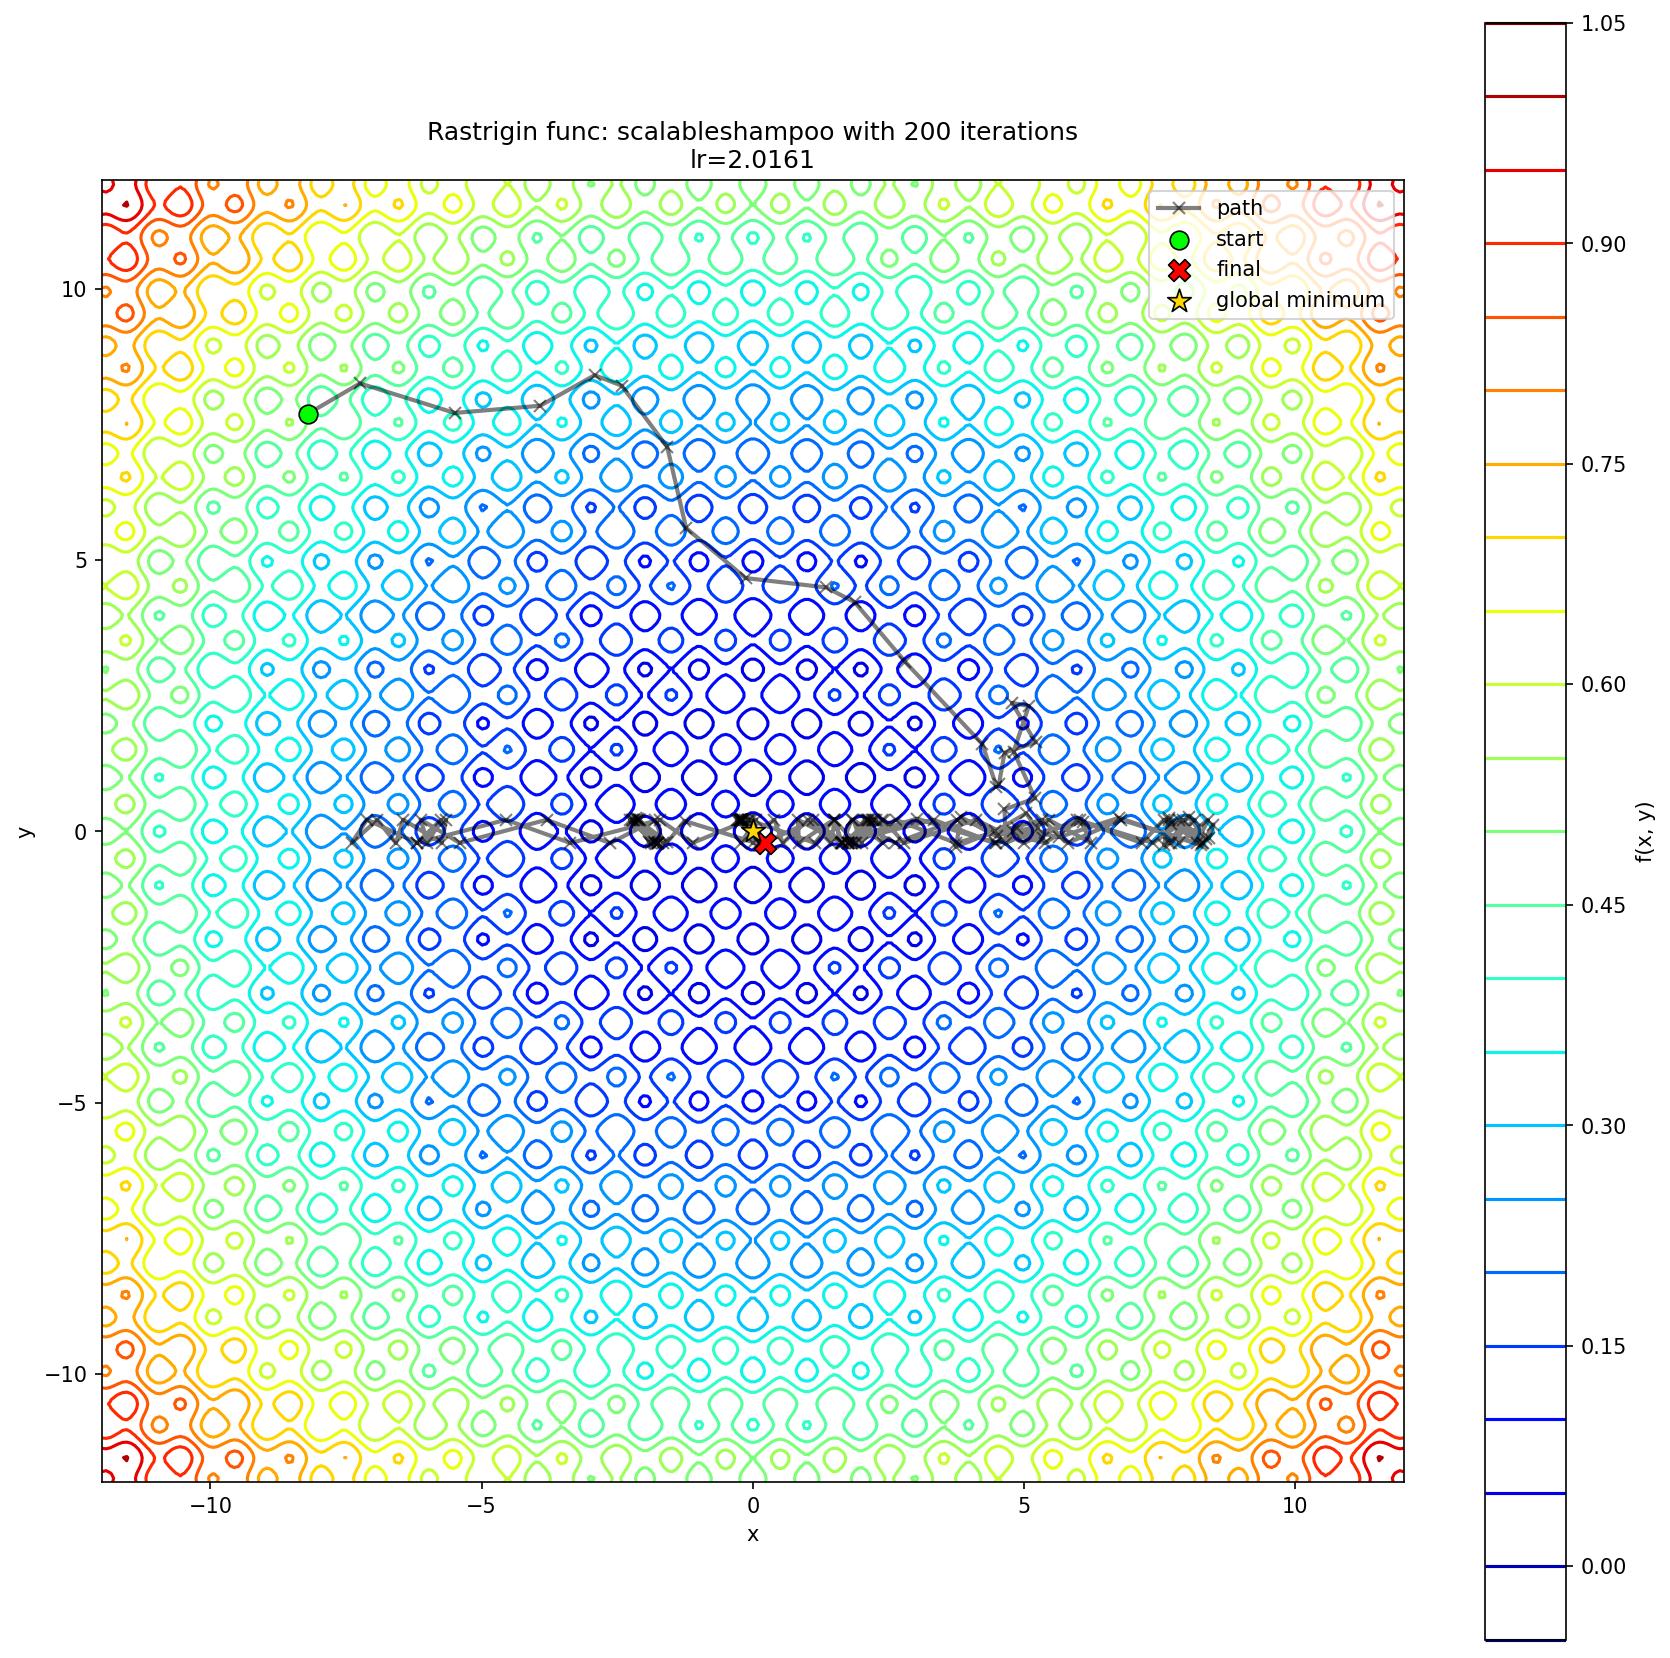 Rastrigin func: scalableshampoo with 200 iterations
lr=2.0161
path
start
final
global minimum
10
5
0
−5
−10
y
−10
−5
0
5
10
x
1.05
0.90
0.75
0.60
0.45
0.30
0.15
0.00
f(x, y)